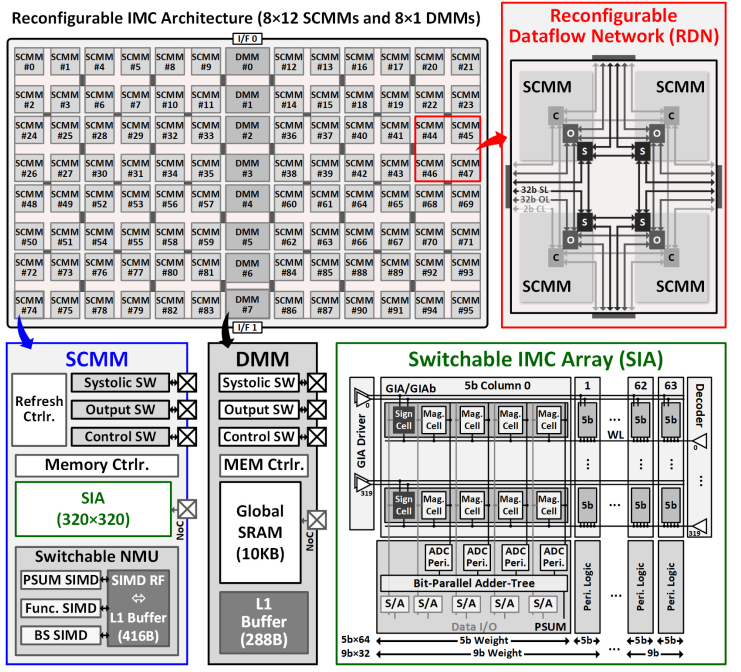 Reconfigurable IMC Architecture (8×12 SCMMs and 8×1 DMMs)
I/F 0
SCMM #0 SCMM #1 SCMM #4 SCMM #5 SCMM #8 SCMM #9 DMM #0 SCMM #12 SCMM #13 SCMM #16 SCMM #17 SCMM #20 SCMM #21
SCMM #2 SCMM #3 SCMM #6 SCMM #7 SCMM #10 SCMM #11 DMM #1 SCMM #14 SCMM #15 SCMM #18 SCMM #19 SCMM #22 SCMM #23
SCMM #24 SCMM #25 SCMM #28 SCMM #29 SCMM #32 SCMM #33 DMM #2 SCMM #36 SCMM #37 SCMM #40 SCMM #41 SCMM #44 SCMM #45
SCMM #26 SCMM #27 SCMM #30 SCMM #31 SCMM #34 SCMM #35 DMM #3 SCMM #38 SCMM #39 SCMM #42 SCMM #43 SCMM #46 SCMM #47
SCMM #48 SCMM #49 SCMM #52 SCMM #53 SCMM #56 SCMM #57 DMM #4 SCMM #60 SCMM #61 SCMM #64 SCMM #65 SCMM #68 SCMM #69
SCMM #50 SCMM #51 SCMM #54 SCMM #55 SCMM #58 SCMM #59 DMM #5 SCMM #62 SCMM #63 SCMM #66 SCMM #67 SCMM #70 SCMM #71
SCMM #72 SCMM #73 SCMM #76 SCMM #77 SCMM #80 SCMM #81 DMM #6 SCMM #84 SCMM #85 SCMM #88 SCMM #89 SCMM #92 SCMM #93
SCMM #74 SCMM #75 SCMM #78 SCMM #79 SCMM #82 SCMM #83 DMM #7 SCMM #86 SCMM #87 SCMM #90 SCMM #91 SCMM #94 SCMM #95
I/F 1
Reconfigurable
Dataflow Network (RDN)
SCMM SCMM
C C
O O
S S
32b SL
32b OL
2b CL
S S
O O
C C
SCMM SCMM
SCMM
Refresh
Ctrlr.
Systolic SW
Output SW
Control SW
Memory Ctrlr.
SIA
(320×320)
NoC
Switchable NMU
PSUM SIMD
Func. SIMD
BS SIMD
SIMD RF
⇔
L1 Buffer
(416B)
DMM
Systolic SW
Output SW
Control SW
MEM Ctrlr.
Global
SRAM
(10KB)
NoC
L1
Buffer
(288B)
Switchable IMC Array (SIA)
GIA/GIAb 5b Column 0 1 62 63
GIA Driver
Decoder
0
Sign Cell Mag. Cell Mag. Cell Mag. Cell Mag. Cell 5b ... 5b 5b
WL
0
319
Sign Cell Mag. Cell Mag. Cell Mag. Cell Mag. Cell 5b ... 5b 5b
319
ADC Peri. ADC Peri. ADC Peri. ADC Peri.
Bit-Parallel Adder-Tree
S/A S/A S/A S/A S/A
Data I/O PSUM
Peri. Logic Peri. Logic ... Peri. Logic Peri. Logic
5b×64 5b Weight 5b ... 5b 5b
9b×32 9b Weight 9b